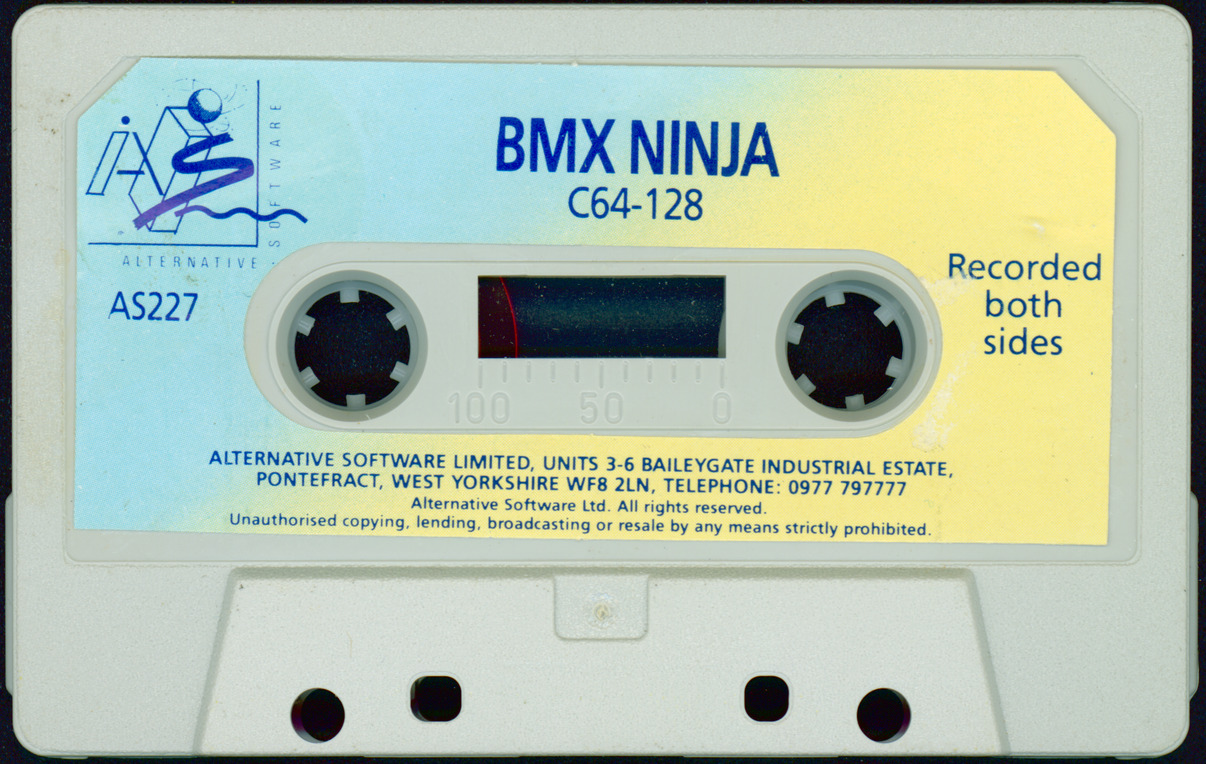 SOFTWARE
ALTERNATIVE
BMX NINJA
C64-128
AS227
Recorded
both
sides
100 50 0
ALTERNATIVE SOFTWARE LIMITED, UNITS 3-6 BAILEYGATE INDUSTRIAL ESTATE,
PONTEFRACT, WEST YORKSHIRE WF8 2LN, TELEPHONE: 0977 797777
Alternative Software Ltd. All rights reserved.
Unauthorised copying, lending, broadcasting or resale by any means strictly prohibited.